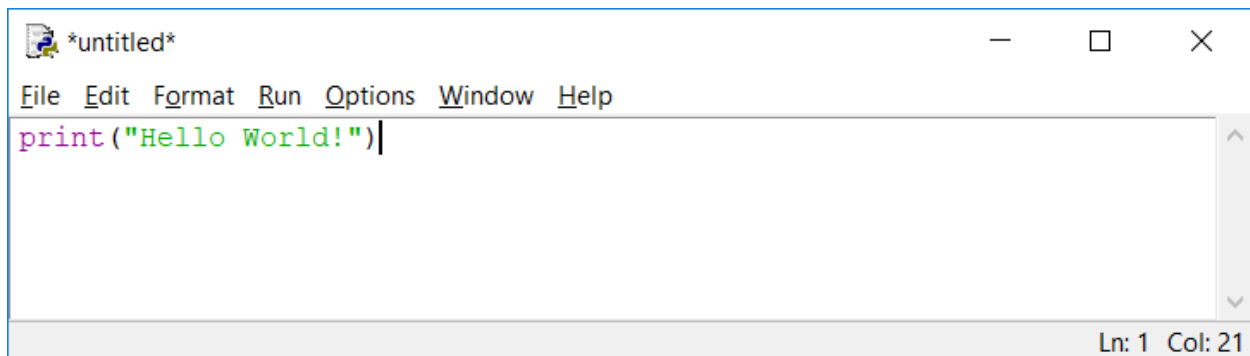 *untitled*
File Edit Format Run Options Window Help
print("Hello World!")
Ln: 1 Col: 21